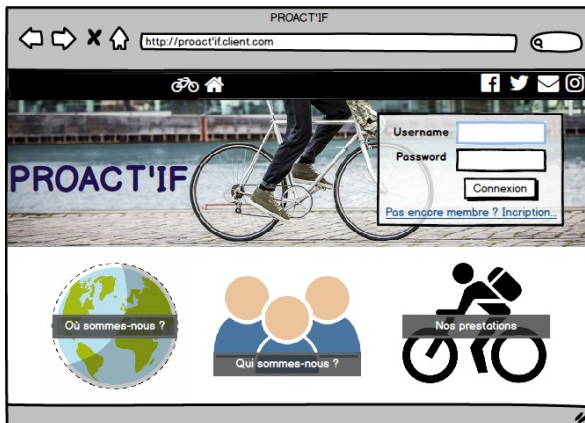 PROACT'IF
http://proact'if.client.com
Username
PROACT'IF
Password
Connexion
Pas encore membre ? Incription...
Où sommes-nous ?
Qui sommes-nous ?
Nos prestations